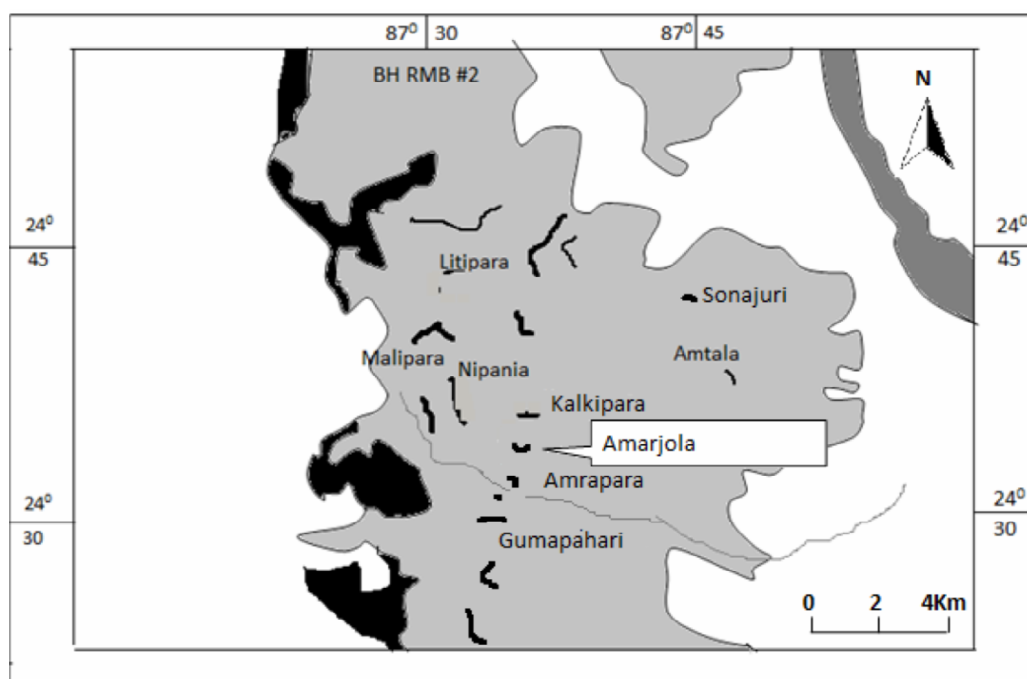 87⁰ 30
87⁰ 45
BH RMB #2
N
24⁰
45
24⁰
45
Litipara
Sonajuri
Malipara
Nipania
Amtala
Kalkipara
Amarjola
Amrapara
24⁰
30
24⁰
30
Gumapahari
0 2 4Km